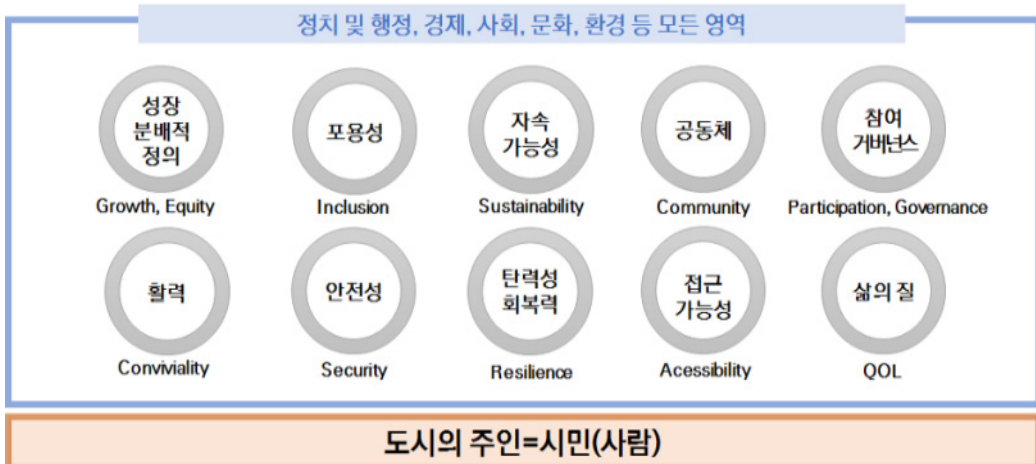 정치 및 행정, 경제, 사회, 문화, 환경 등 모든 영역
성장
분배적
정의
포용성
자속
가능성
공동체
참여
거버넌스
Growth, Equity
Inclusion
Sustainability
Community
Participation, Governance
활력
안전성
탄력성
회복력
접근
가능성
삶의 질
Conviviality
Security
Resilience
Acessibility
QOL
도시의 주인=시민(사람)